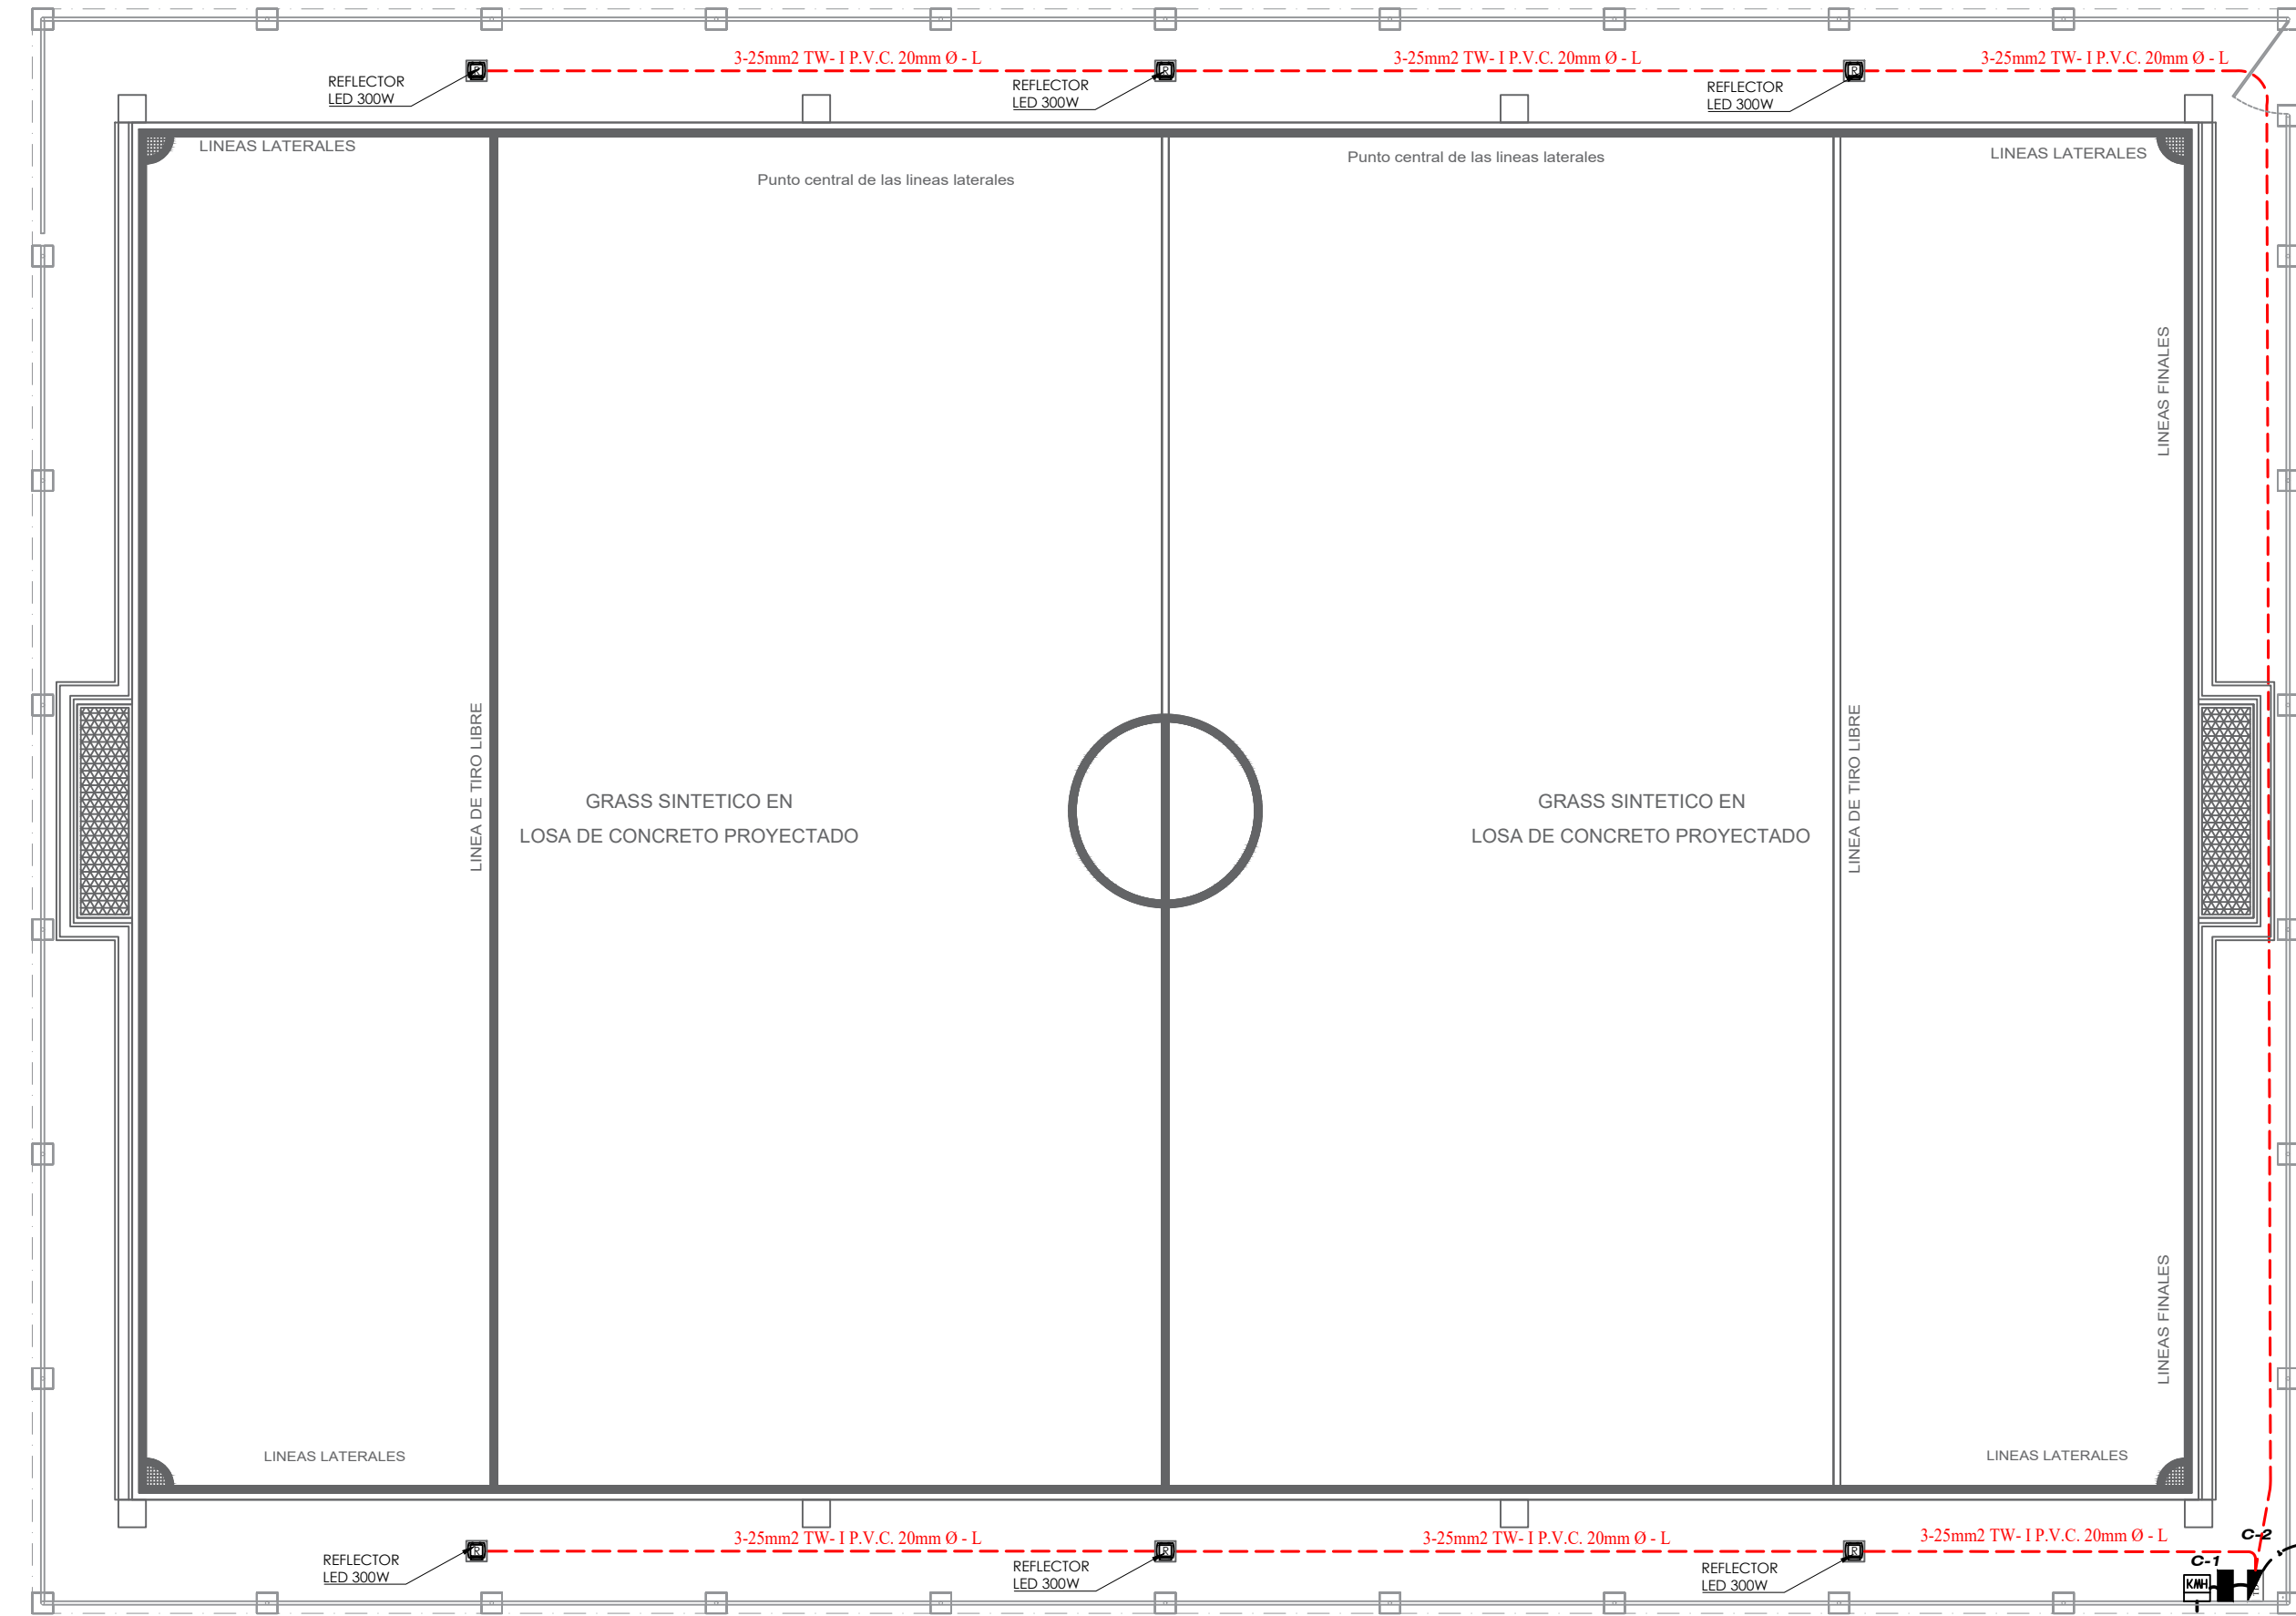 3-25mm2 TW- I P.V.C. 20mm Ø - L
3-25mm2 TW- I P.V.C. 20mm Ø - L
3-25mm2 TW- I P.V.C. 20mm Ø - L
REFLECTOR
LED 300W
R
REFLECTOR
LED 300W
R
REFLECTOR
LED 300W
R
LINEAS LATERALES
Punto central de las lineas laterales
Punto central de las lineas laterales
LINEAS LATERALES
LINEAS FINALES
LINEA DE TIRO LIBRE
GRASS SINTETICO EN
LOSA DE CONCRETO PROYECTADO
GRASS SINTETICO EN
LOSA DE CONCRETO PROYECTADO
LINEA DE TIRO LIBRE
LINEAS FINALES
LINEAS LATERALES
LINEAS LATERALES
3-25mm2 TW- I P.V.C. 20mm Ø - L
3-25mm2 TW- I P.V.C. 20mm Ø - L
3-25mm2 TW- I P.V.C. 20mm Ø - L
REFLECTOR
LED 300W
R
REFLECTOR
LED 300W
R
REFLECTOR
LED 300W
R
C-2
C-1
KWH